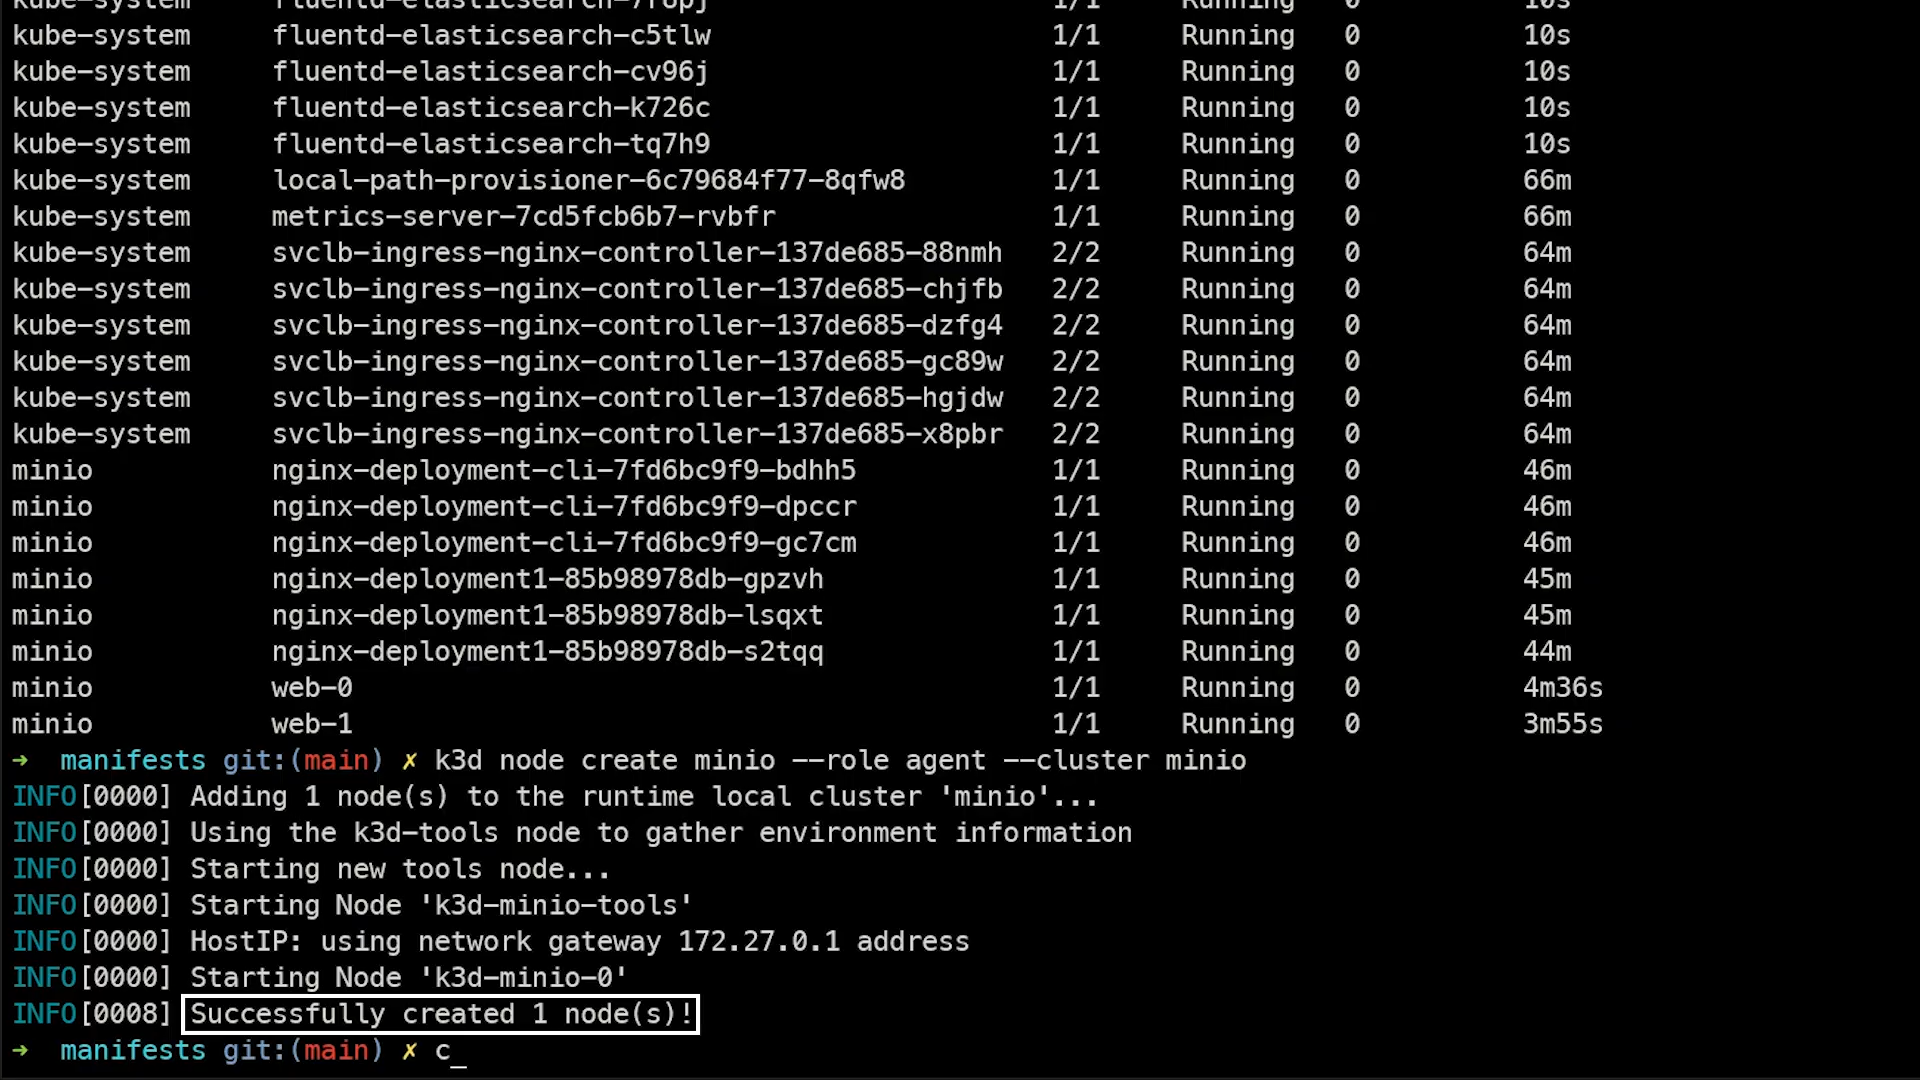 kube-system fluentd-elasticsearch-7f8pj 1/1 Running 0 10s
kube-system fluentd-elasticsearch-c5tlw 1/1 Running 0 10s
kube-system fluentd-elasticsearch-cv96j 1/1 Running 0 10s
kube-system fluentd-elasticsearch-k726c 1/1 Running 0 10s
kube-system fluentd-elasticsearch-tq7h9 1/1 Running 0 10s
kube-system local-path-provisioner-6c79684f77-8qfw8 1/1 Running 0 66m
kube-system metrics-server-7cd5fcb6b7-rvbfr 1/1 Running 0 66m
kube-system svclb-ingress-nginx-controller-137de685-88nmh 2/2 Running 0 64m
kube-system svclb-ingress-nginx-controller-137de685-chjfb 2/2 Running 0 64m
kube-system svclb-ingress-nginx-controller-137de685-dzfg4 2/2 Running 0 64m
kube-system svclb-ingress-nginx-controller-137de685-gc89w 2/2 Running 0 64m
kube-system svclb-ingress-nginx-controller-137de685-hgjdw 2/2 Running 0 64m
kube-system svclb-ingress-nginx-controller-137de685-x8pbr 2/2 Running 0 64m
minio nginx-deployment-cli-7fd6bc9f9-bdhh5 1/1 Running 0 46m
minio nginx-deployment-cli-7fd6bc9f9-dpccr 1/1 Running 0 46m
minio nginx-deployment-cli-7fd6bc9f9-gc7cm 1/1 Running 0 46m
minio nginx-deployment1-85b98978db-gpzvh 1/1 Running 0 45m
minio nginx-deployment1-85b98978db-lsqxt 1/1 Running 0 45m
minio nginx-deployment1-85b98978db-s2tqq 1/1 Running 0 44m
minio web-0 1/1 Running 0 4m36s
minio web-1 1/1 Running 0 3m55s
➜ manifests git:(main) ✗ k3d node create minio --role agent --cluster minio
INFO[0000] Adding 1 node(s) to the runtime local cluster 'minio'...
INFO[0000] Using the k3d-tools node to gather environment information
INFO[0000] Starting new tools node...
INFO[0000] Starting Node 'k3d-minio-tools'
INFO[0000] HostIP: using network gateway 172.27.0.1 address
INFO[0000] Starting Node 'k3d-minio-0'
INFO[0008] Successfully created 1 node(s)!
➜ manifests git:(main) ✗ c_